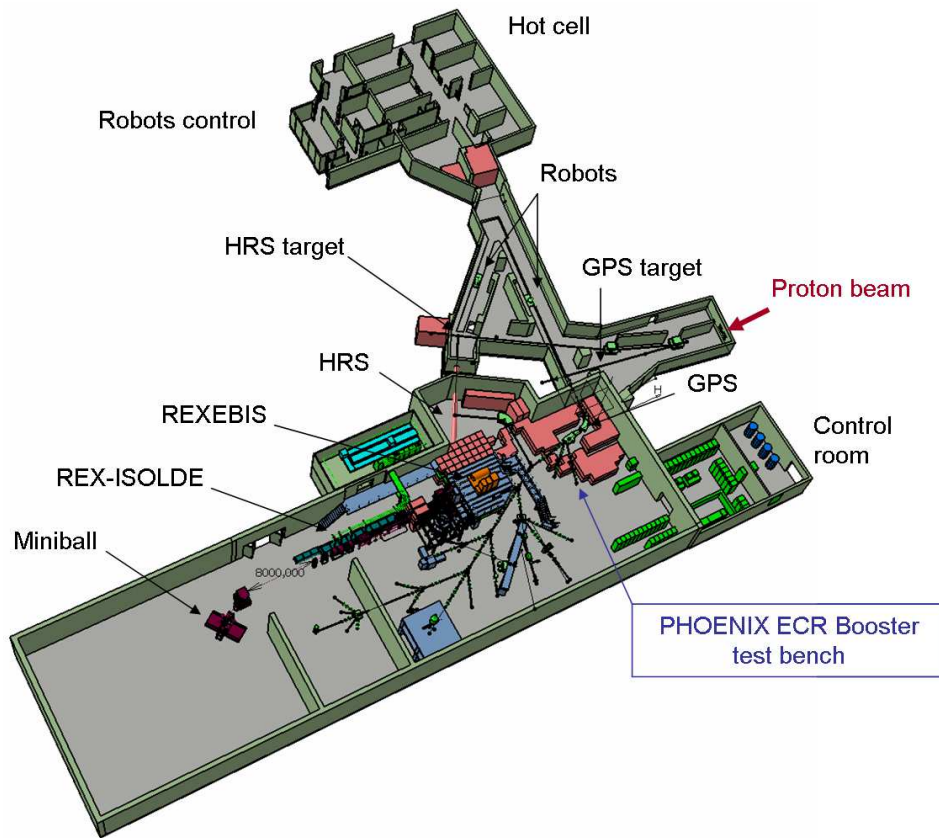 Hot cell
Robots control
Robots
HRS target
GPS target
Proton beam
HRS
GPS
H
REXEBIS
Control
room
REX-ISOLDE
Miniball
8000,000
PHOENIX ECR Booster
test bench